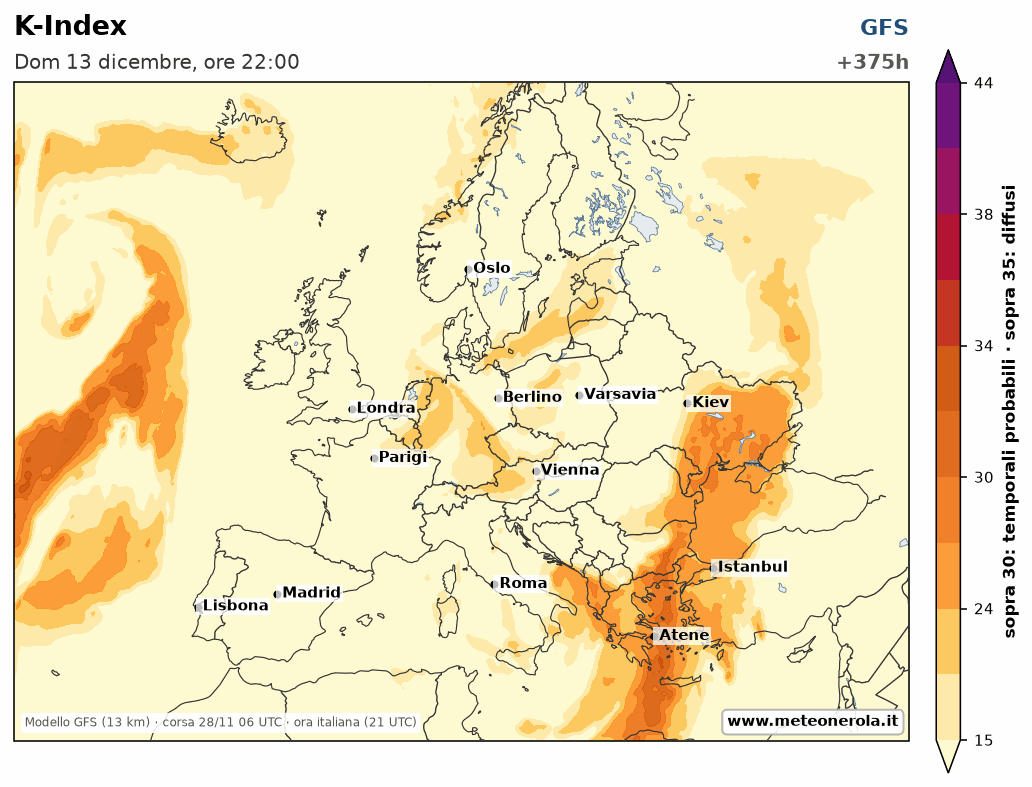 K-Index
GFS
Dom 13 dicembre, ore 22:00
+375h
44
38
34
30
24
15
sopra 30: temporali probabili · sopra 35: diffusi
Oslo
Londra
Berlino
Varsavia
Kiev
Parigi
Vienna
Istanbul
Roma
Madrid
Lisbona
Atene
Modello GFS (13 km) · corsa 28/11 06 UTC · ora italiana (21 UTC)
www.meteonerola.it